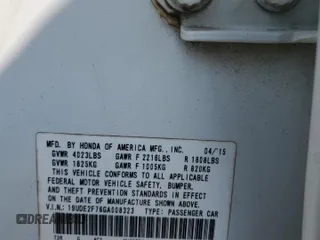 MFD. BY HONDA OF AMERICA MFG., INC. 04/15
GVWR 4023LBS GAWR F 2216LBS R 1808LBS
GVWR 1825KG GAWR F 1005KG R 820KG
THIS VEHICLE CONFORMS TO ALL APPLICABLE
FEDERAL MOTOR VEHICLE SAFETY, BUMPER,
AND THEFT PREVENTION STANDARDS IN EFFECT
ON THE DATE OF MANUFACTURE SHOWN ABOVE.
V.I.N: 19UDE2F76GA008323 TYPE: PASSENGER CAR